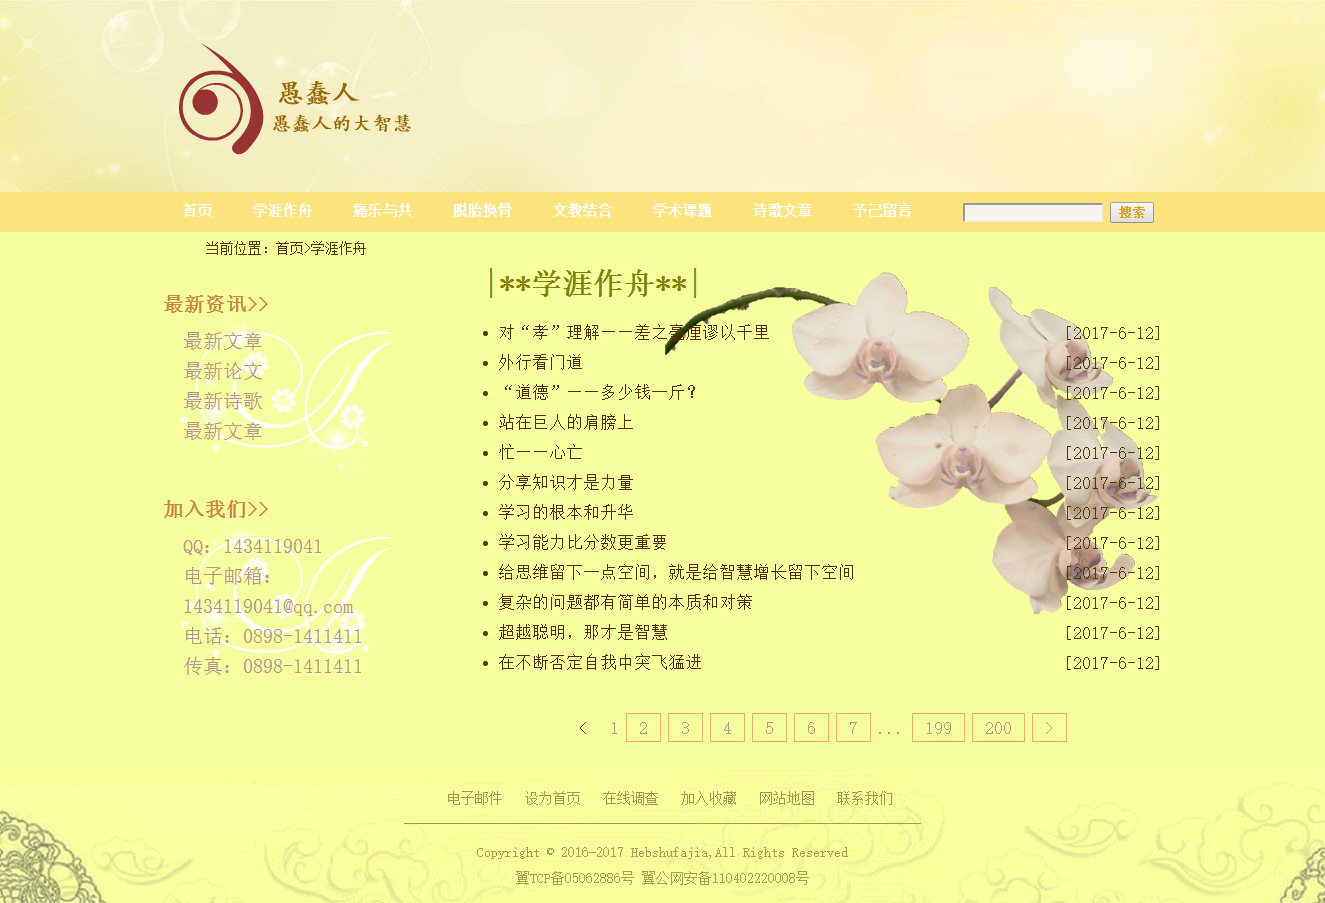 愚蠢人
愚蠢人的大智慧
首页 学涯作舟 痛乐与共 脱胎换骨 文教结合 学术课题 诗歌文章 予己留言 搜索
当前位置：首页>学涯作舟
最新资讯>>
最新文章
最新论文
最新诗歌
最新文章
加入我们>>
QQ：1434119041
电子邮箱：
1434119041@qq.com
电话：0898-1411411
传真：0898-1411411
|**学涯作舟**|
对“孝”理解——差之毫厘谬以千里 [2017-6-12]
外行看门道 [2017-6-12]
“道德”——多少钱一斤？ [2017-6-12]
站在巨人的肩膀上 [2017-6-12]
忙——心亡 [2017-6-12]
分享知识才是力量 [2017-6-12]
学习的根本和升华 [2017-6-12]
学习能力比分数更重要 [2017-6-12]
给思维留下一点空间，就是给智慧增长留下空间 [2017-6-12]
复杂的问题都有简单的本质和对策 [2017-6-12]
超越聪明，那才是智慧 [2017-6-12]
在不断否定自我中突飞猛进 [2017-6-12]
< 1 2 3 4 5 6 7 ... 199 200 >
电子邮件 设为首页 在线调查 加入收藏 网站地图 联系我们
Copyright © 2016-2017 Hebshufajia,All Rights Reserved
翼TCP备05062886号 翼公网安备110402220008号